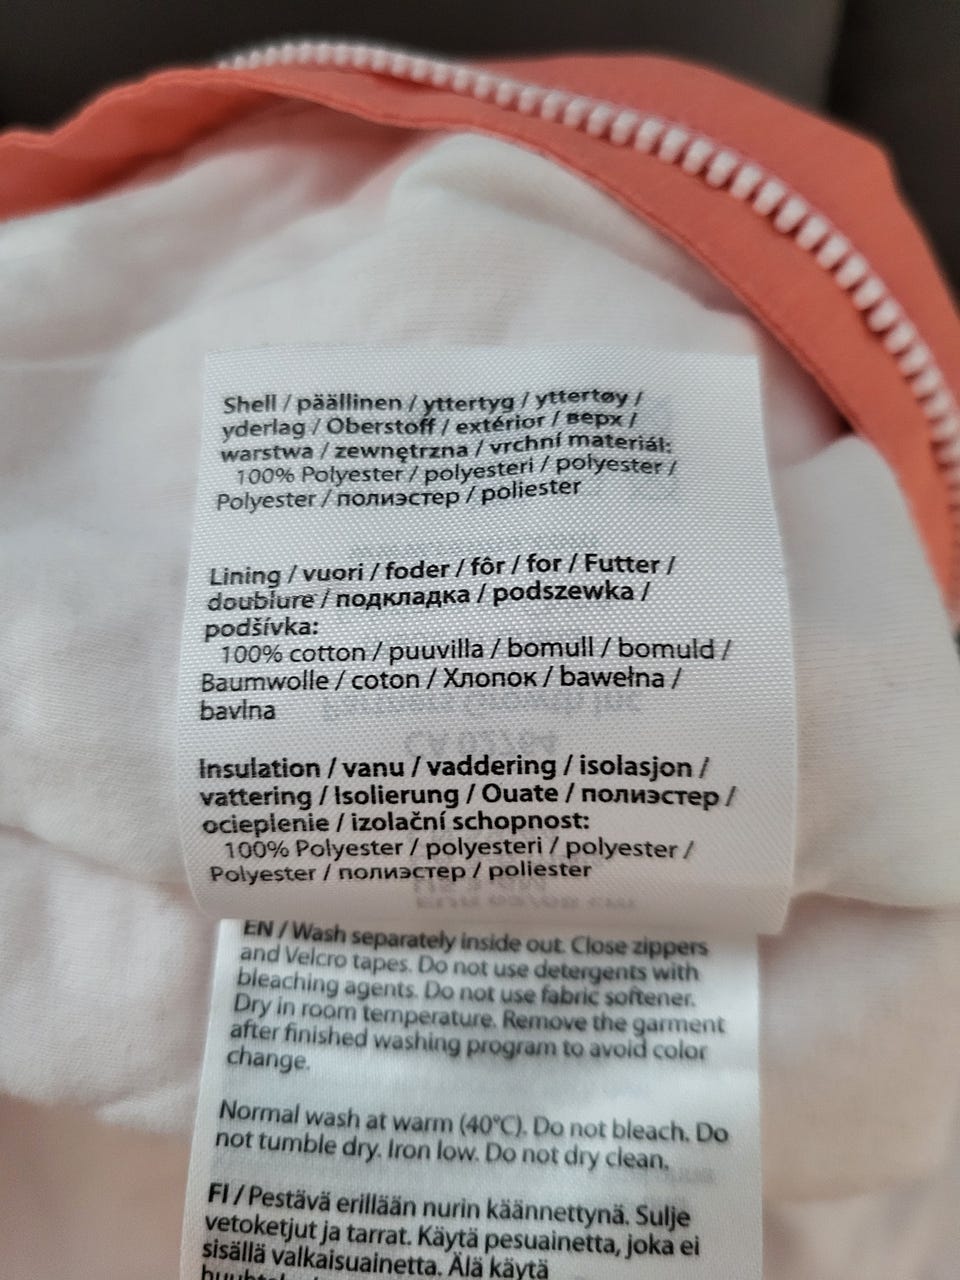 Shell / päällinen / yttertyg / yttertøy /
yderlag / Oberstoff / extérior / верх /
warstwa / zewnętrzna / vrchní materiál:
100% Polyester / polyesteri / polyester /
Polyester / полиэстер / poliester
Lining / vuori / foder / fôr / for / Futter /
doublure / подкладка / podszewka /
podšívka:
100% cotton / puuvilla / bomull / bomuld /
Baumwolle / coton / Хлопок / bawełna /
bavlna
Insulation / vanu / vaddering / isolasjon /
vattering / Isolierung / Ouate / полиэстер /
ocieplenie / izolační schopnost:
100% Polyester / polyesteri / polyester /
Polyester / полиэстер / poliester
EN / Wash separately inside out. Close zippers
and Velcro tapes. Do not use detergents with
bleaching agents. Do not use fabric softener.
Dry in room temperature. Remove the garment
after finished washing program to avoid color
change.
Normal wash at warm (40°C). Do not bleach. Do
not tumble dry. Iron low. Do not dry clean.
FI / Pestävä erillään nurin käännettynä. Sulje
vetoketjut ja tarrat. Käytä pesuainetta, joka ei
sisällä valkaisuainetta. Älä käytä